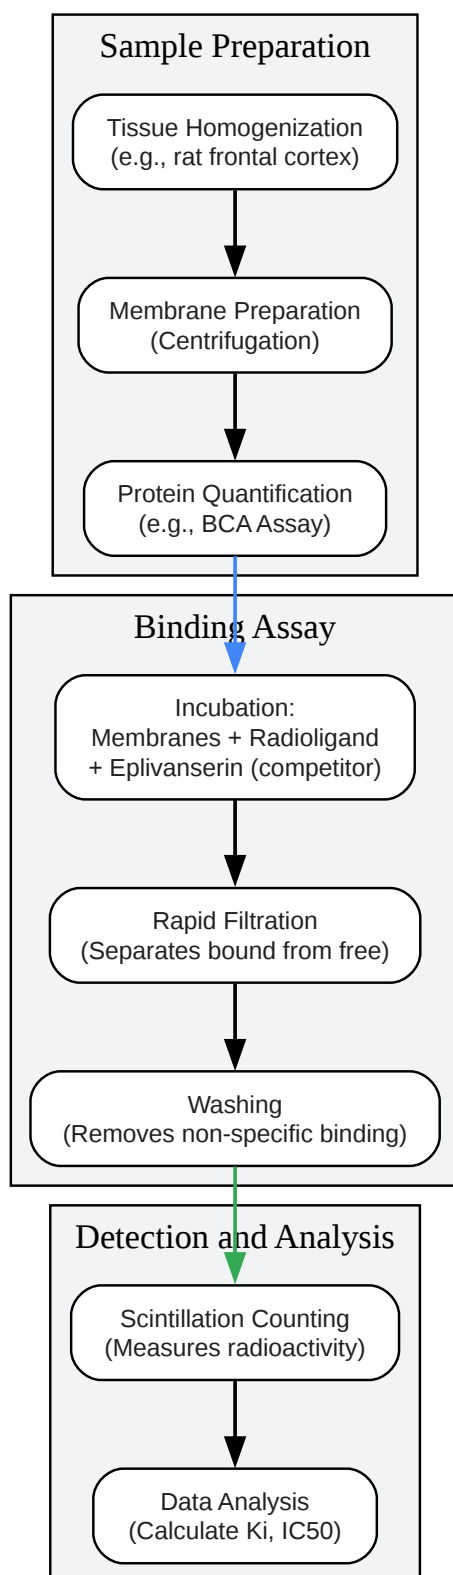 Sample Preparation
Tissue Homogenization
(e.g., rat frontal cortex)
Membrane Preparation
(Centrifugation)
Protein Quantification
(e.g., BCA Assay)
Binding Assay
Incubation:
Membranes + Radioligand
+ Eplivanserin (competitor)
Rapid Filtration
(Separates bound from free)
Washing
(Removes non-specific binding)
Detection and Analysis
Scintillation Counting
(Measures radioactivity)
Data Analysis
(Calculate Ki, IC50)